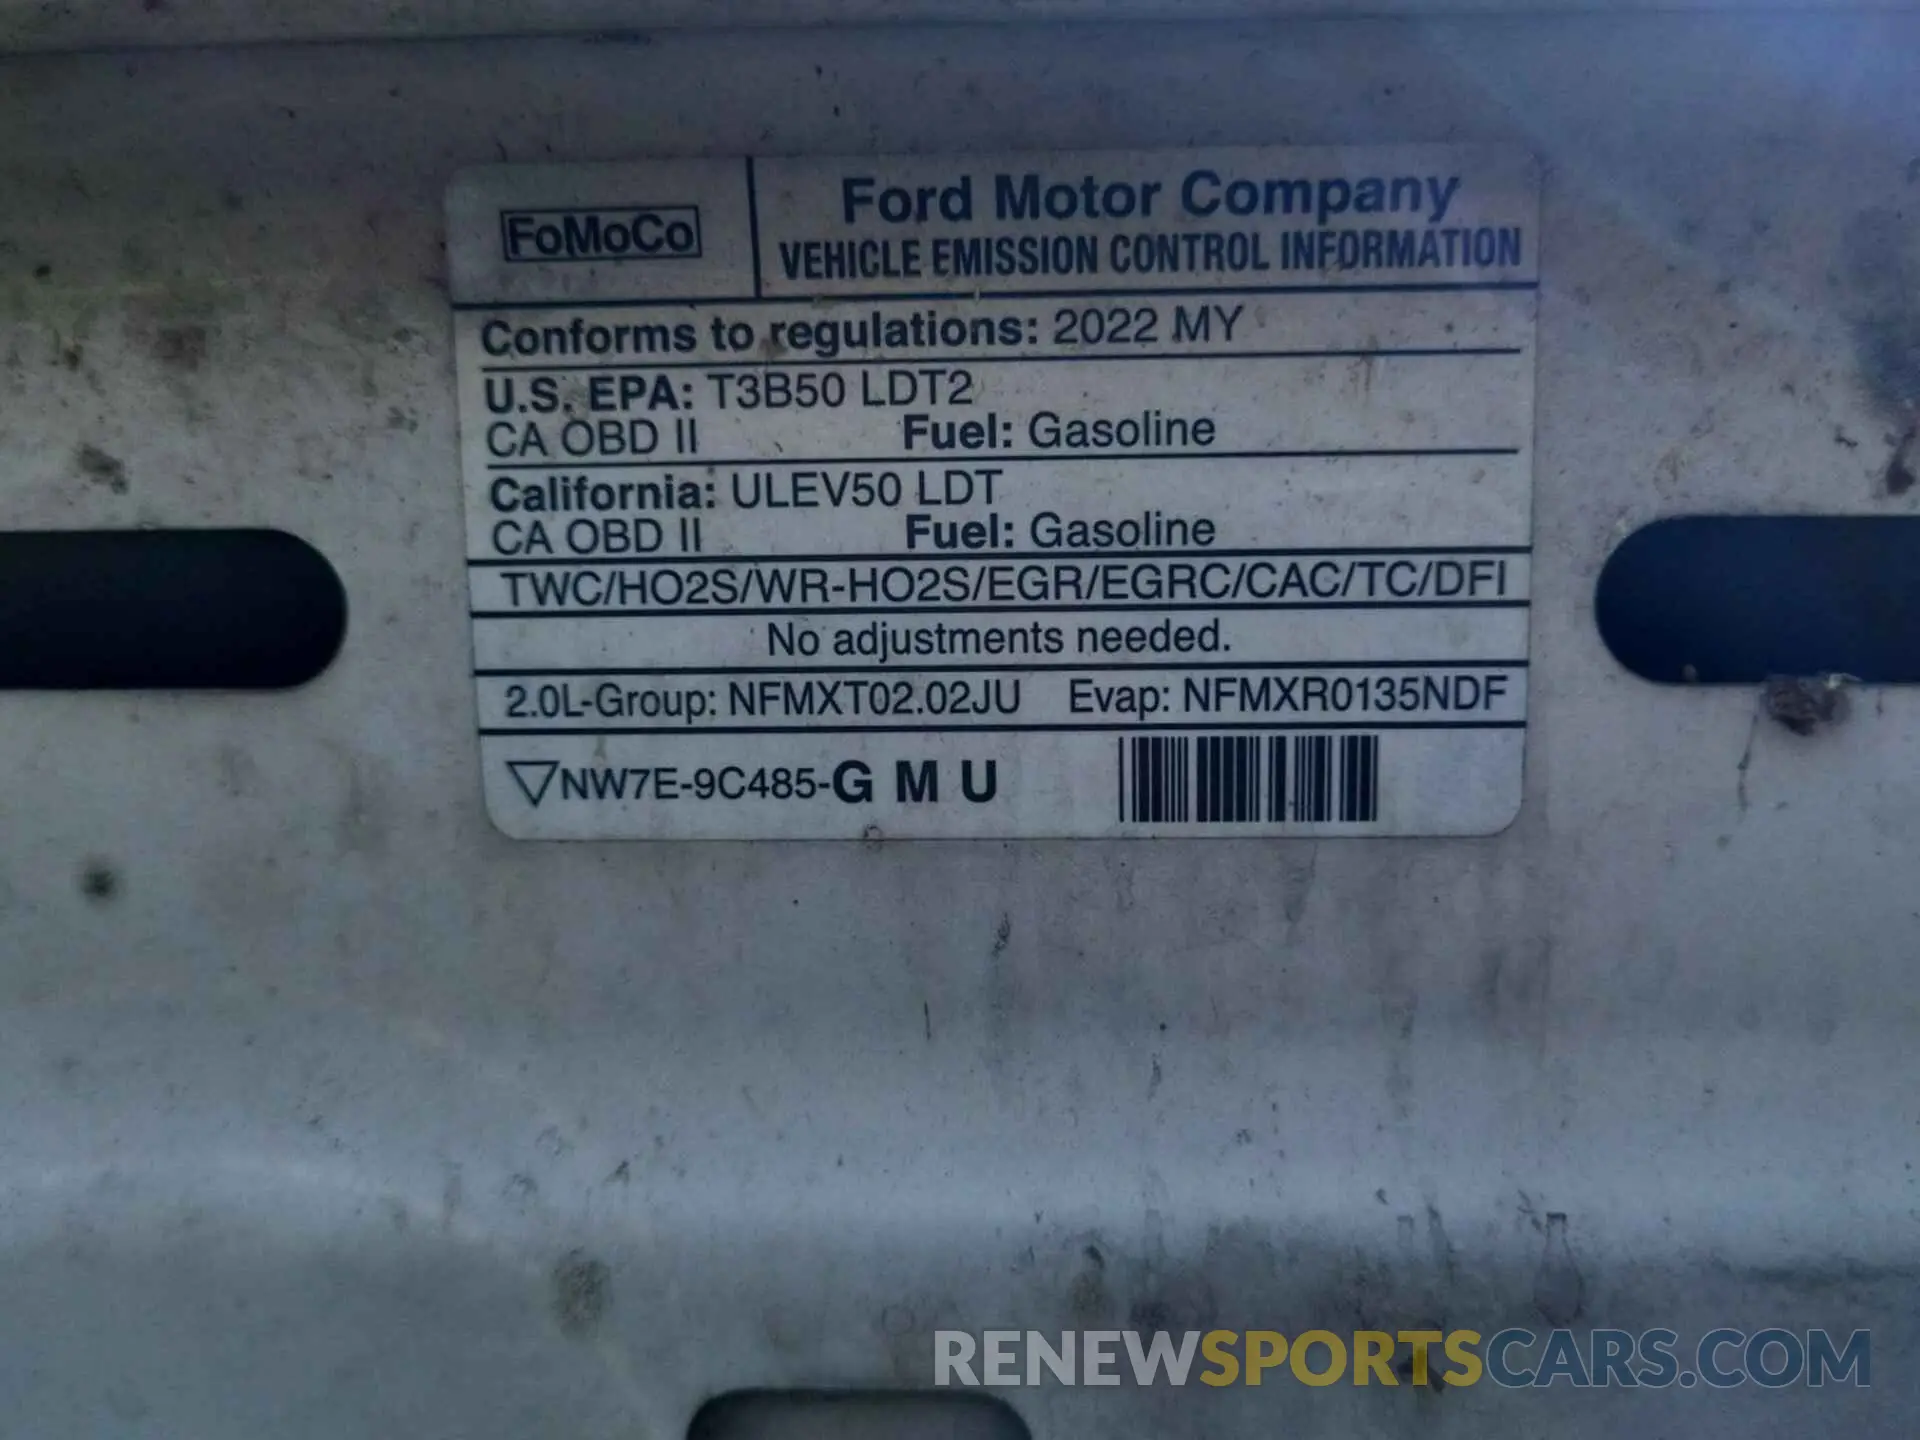 FoMoCo
Ford Motor Company
VEHICLE EMISSION CONTROL INFORMATION
Conforms to regulations: 2022 MY
U.S. EPA: T3B50 LDT2
CA OBD II Fuel: Gasoline
California: ULEV50 LDT
CA OBD II Fuel: Gasoline
TWC/HO2S/WR-HO2S/EGR/EGRC/CAC/TC/DFI
No adjustments needed.
2.0L-Group: NFMXT02.02JU Evap: NFMXR0135NDF
NW7E-9C485-G M U
RENEWSPORTSCARS.COM